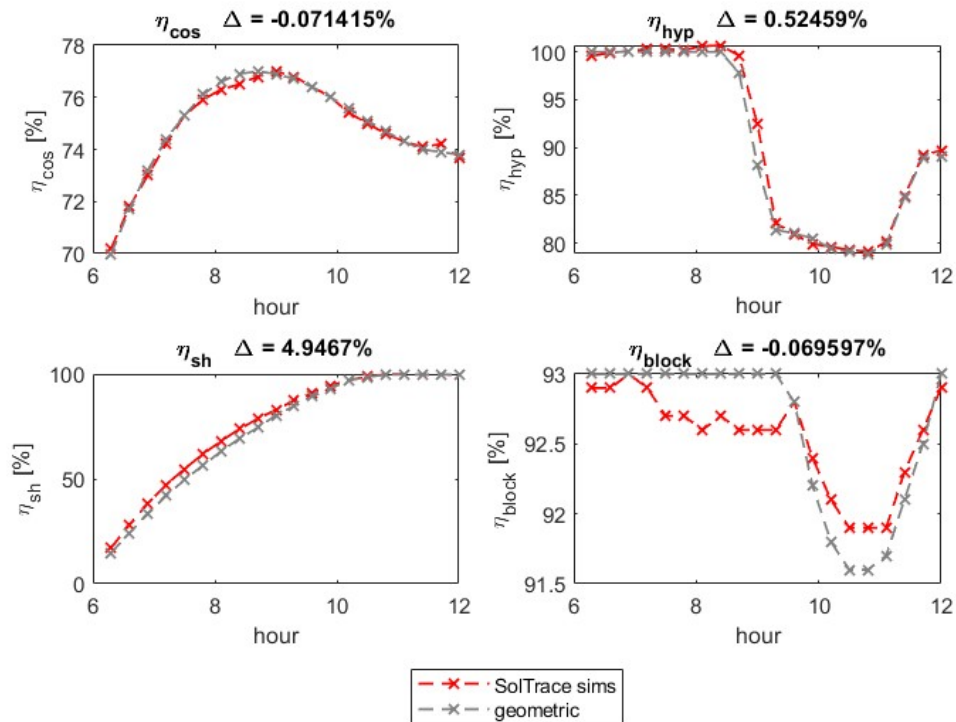 η_cos Δ = -0.071415%
78
76
74
72
70
η_cos [%]
6 8 10 12
hour
η_hyp Δ = 0.52459%
100
95
90
85
80
η_hyp [%]
6 8 10 12
hour
η_sh Δ = 4.9467%
100
50
0
η_sh [%]
6 8 10 12
hour
η_block Δ = -0.069597%
93
92.5
92
91.5
η_block [%]
6 8 10 12
hour
SolTrace sims
geometric